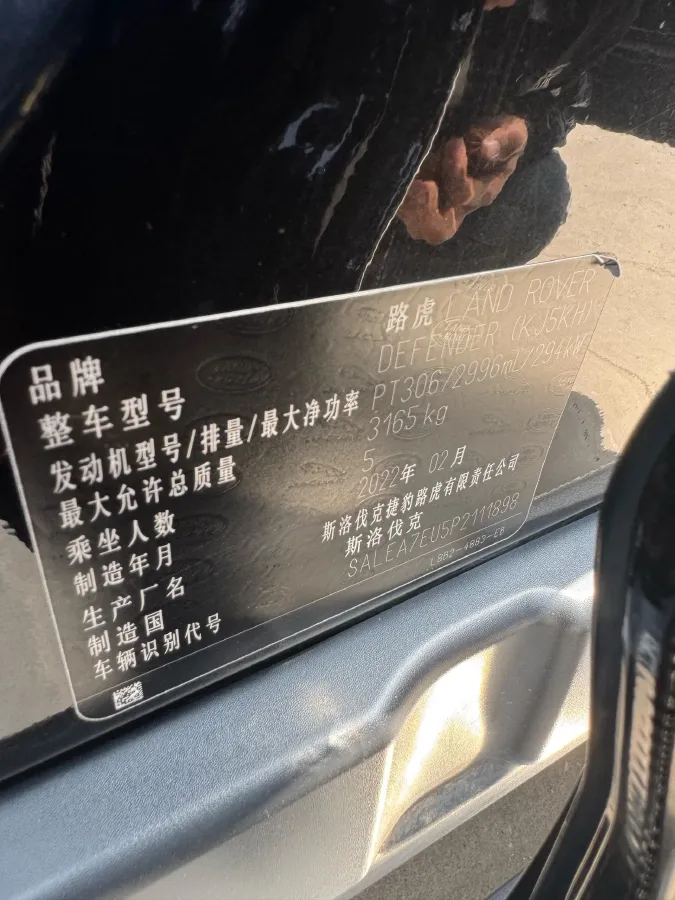 品牌 路虎 LAND ROVER
整车型号 DEFENDER (KJ5KH)
发动机型号/排量/最大净功率 PT306/2996mL/294kW
最大允许总质量 3165kg
乘坐人数 5
制造年月 2022年 02月
生产厂名 斯洛伐克捷豹路虎有限责任公司
制造国 斯洛伐克
车辆识别代号 SALEA7EU5P2111898
L8B2-4883-EB